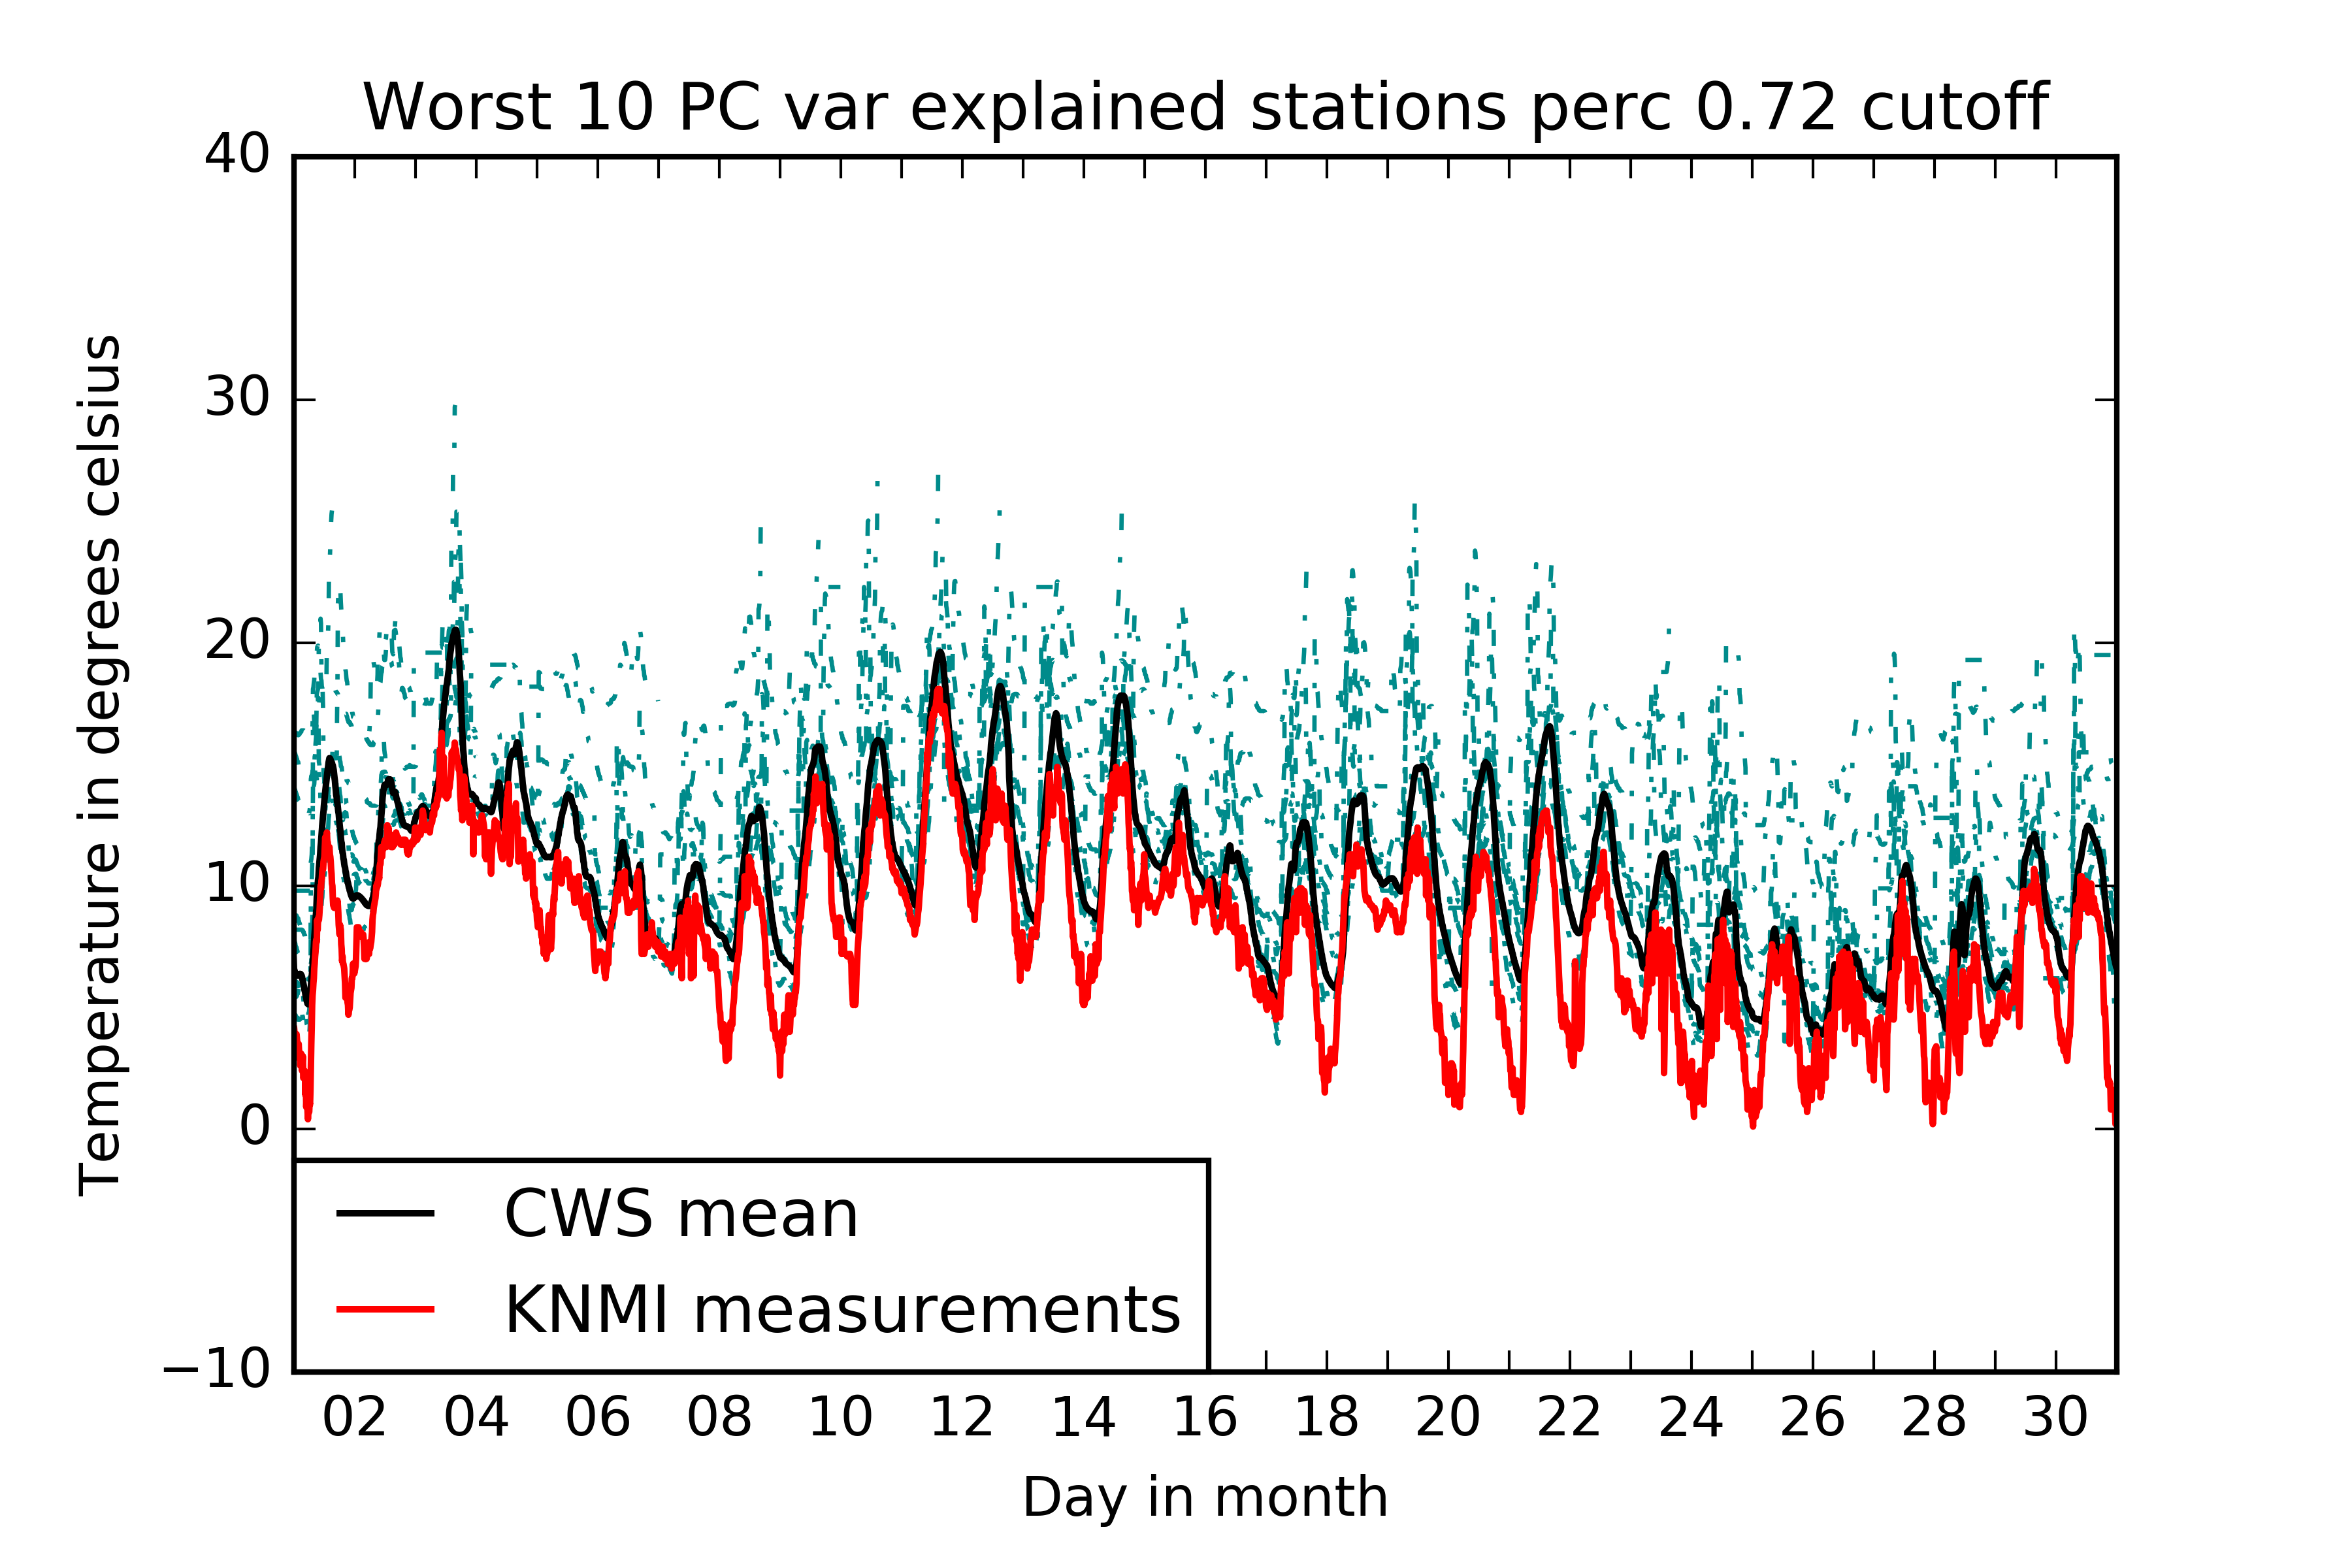 Worst 10 PC var explained stations perc 0.72 cutoff
40
30
20
10
0
−10
Temperature in degrees celsius
CWS mean
KNMI measurements
02 04 06 08 10 12 14 16 18 20 22 24 26 28 30
Day in month